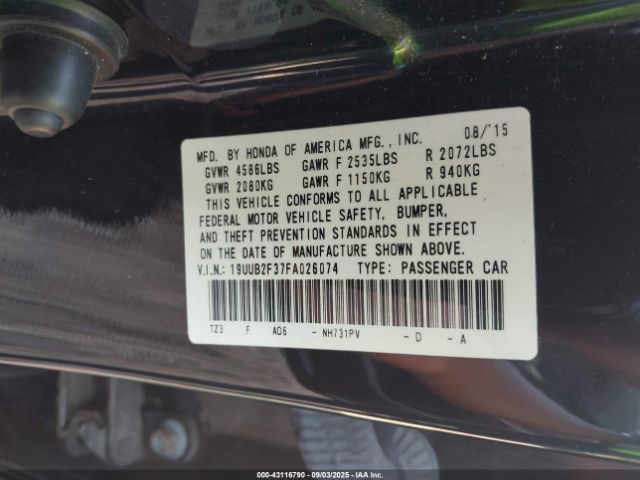 MFD. BY HONDA OF AMERICA MFG., INC. 08/'15
GVWR 4586LBS GAWR F 2535LBS R 2072LBS
GVWR 2080KG GAWR F 1150KG R 940KG
THIS VEHICLE CONFORMS TO ALL APPLICABLE
FEDERAL MOTOR VEHICLE SAFETY, BUMPER,
AND THEFT PREVENTION STANDARDS IN EFFECT
ON THE DATE OF MANUFACTURE SHOWN ABOVE.
V.I.N.: 19UUB2F37FA026074 TYPE: PASSENGER CAR
TZ3 F AD6 - NH731PV - D - A
000-43116790 - 09/03/2025 - IAA Inc.